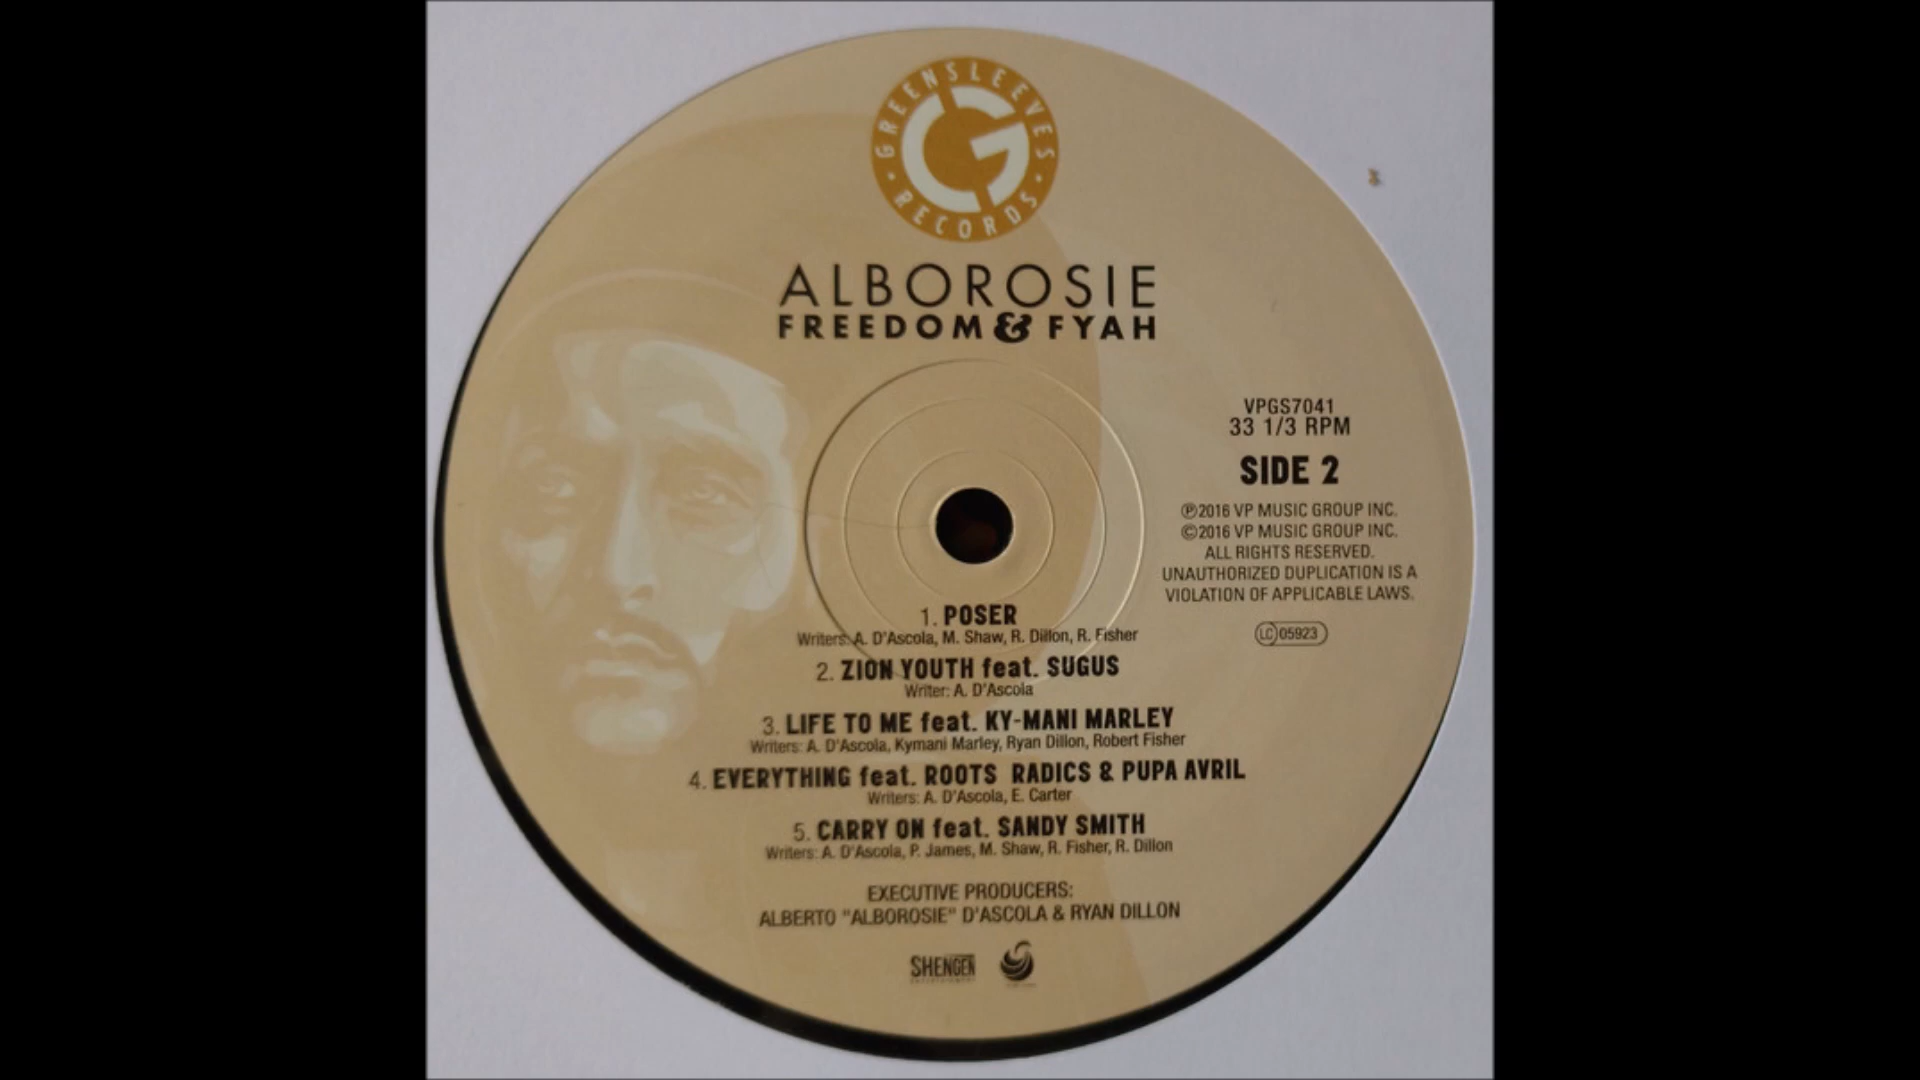 GREENSLEEVES
RECORDS
ALBOROSIE
FREEDOM & FYAH
VPGS7041
33 1/3 RPM
SIDE 2
℗2016 VP MUSIC GROUP INC.
©2016 VP MUSIC GROUP INC.
ALL RIGHTS RESERVED.
UNAUTHORIZED DUPLICATION IS A
VIOLATION OF APPLICABLE LAWS.
LC 05923
1. POSER
Writers: A. D'Ascola, M. Shaw, R. Dillon, R. Fisher
2. ZION YOUTH feat. SUGUS
Writer: A. D'Ascola
3. LIFE TO ME feat. KY-MANI MARLEY
Writers: A. D'Ascola, Kymani Marley, Ryan Dillon, Robert Fisher
4. EVERYTHING feat. ROOTS RADICS & PUPA AVRIL
Writers: A. D'Ascola, E. Carter
5. CARRY ON feat. SANDY SMITH
Writers: A. D'Ascola, P. James, M. Shaw, R. Fisher, R. Dillon
EXECUTIVE PRODUCERS:
ALBERTO "ALBOROSIE" D'ASCOLA & RYAN DILLON
SHENGEN
ENTERTAINMENT